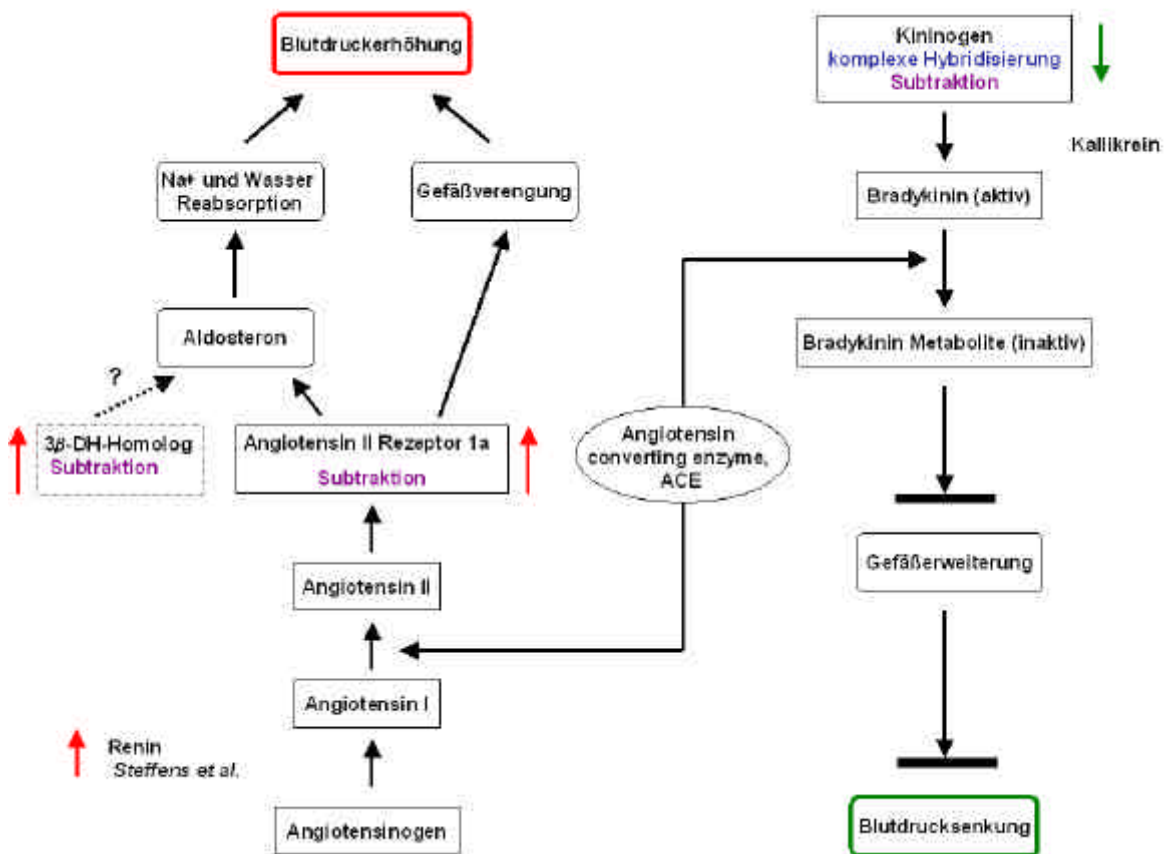 Blutdruckerhöhung
Kininogen
komplexe Hybridisierung
Subtraktion
Kallikrein
Na+ und Wasser
Reabsorption
Gefäßverengung
Bradykinin (aktiv)
Aldosteron
Bradykinin Metabolite (inaktiv)
?
3β-DH-Homolog
Subtraktion
Angiotensin II Rezeptor 1a
Subtraktion
Angiotensin
converting enzyme,
ACE
Angiotensin II
Gefäßerweiterung
Angiotensin I
Renin
Steffens et al.
Angiotensinogen
Blutdrucksenkung